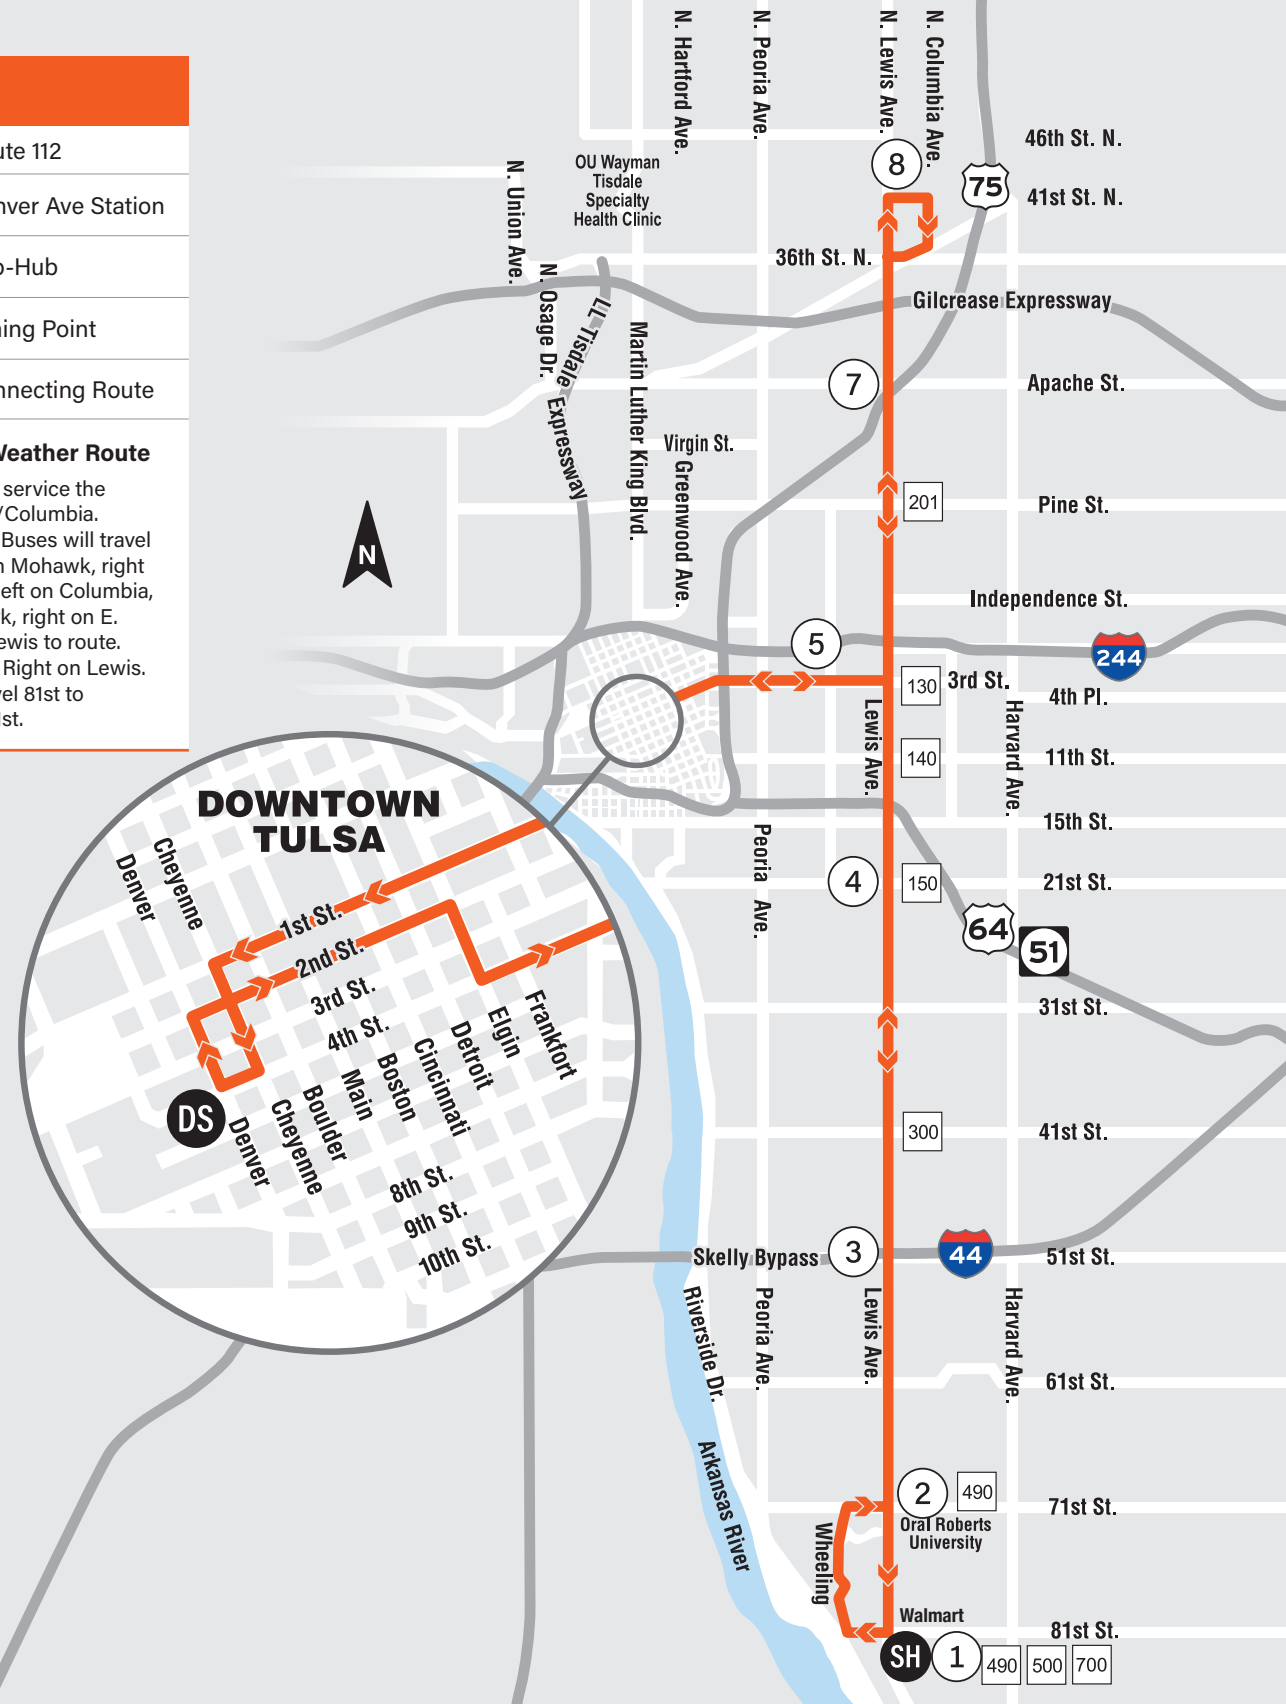 ute 112
nver Ave Station
o-Hub
ing Point
nnecting Route
Weather Route
service the
/Columbia.
Buses will travel
n Mohawk, right
eft on Columbia,
k, right on E.
ewis to route.
Right on Lewis.
vel 81st to
1st.
N. Hartford Ave.
N. Peoria Ave.
N. Lewis Ave.
N. Columbia Ave.
46th St. N.
8
75
41st St. N.
N. Union Ave.
OU Wayman
Tisdale
Specialty
Health Clinic
36th St. N.
N. Osage Dr.
Gilcrease Expressway
LL Tisdale Expressway
Martin Luther King Blvd.
7
Apache St.
Virgin St.
Greenwood Ave.
201
Pine St.
N
Independence St.
5
244
130
3rd St.
4th Pl.
Lewis Ave.
Harvard Ave.
140
11th St.
15th St.
Peoria Ave.
4
150
21st St.
64
51
31st St.
300
41st St.
Skelly Bypass
3
44
51st St.
Riverside Dr.
Peoria Ave.
Lewis Ave.
Harvard Ave.
61st St.
Arkansas River
2
490
71st St.
Oral Roberts
University
Wheeling
Walmart
81st St.
SH
1
490
500
700
DOWNTOWN
TULSA
Denver
Cheyenne
1st St.
2nd St.
3rd St.
4th St.
Frankfort
Elgin
Detroit
Cincinnati
Boston
Main
Boulder
Cheyenne
Denver
DS
8th St.
9th St.
10th St.